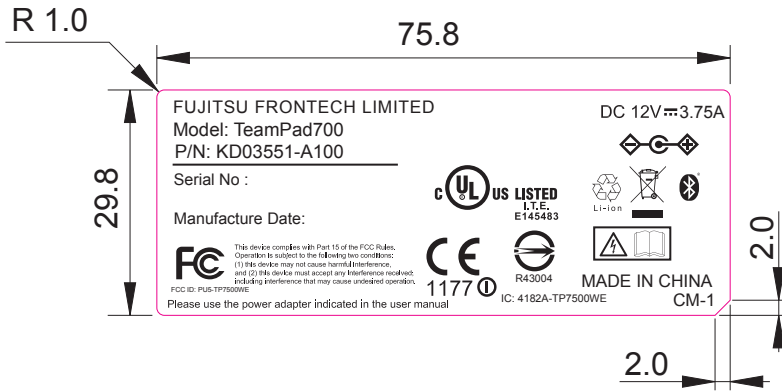 R 1.0
75.8
29.8
FUJITSU FRONTECH LIMITED
Model: TeamPad700
P/N: KD03551-A100
Serial No :
Manufacture Date:
DC 12V⎓3.75A
C UL US LISTED
I.T.E.
E145483
Li-ion
FC
This device complies with Part 15 of the FCC Rules.
Operation is subject to the following two conditions:
(1) this device may not cause harmful Interference,
and (2) this device must accept any Interference received;
including interference that may cause undesired operation.
FCC ID: PU5-TP7500WE
CE
1177
R43004
IC: 4182A-TP7500WE
MADE IN CHINA
CM-1
Please use the power adapter indicated in the user manual
2.0
2.0